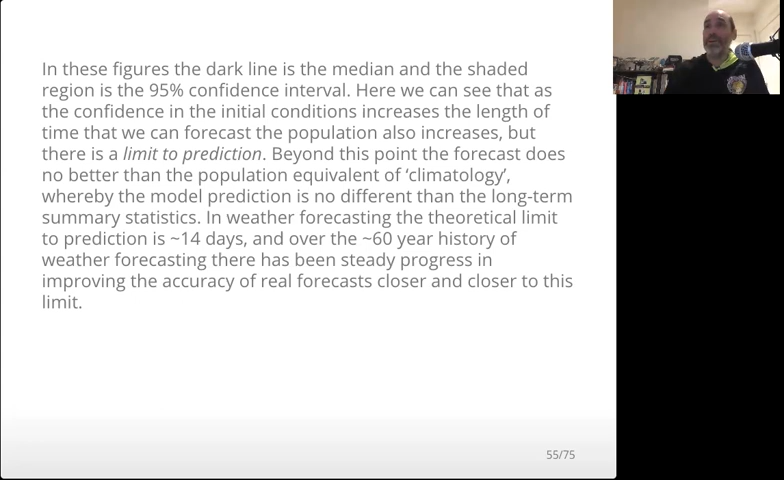 In these figures the dark line is the median and the shaded
region is the 95% confidence interval. Here we can see that as
the confidence in the initial conditions increases the length of
time that we can forecast the population also increases, but
there is a limit to prediction. Beyond this point the forecast does
no better than the population equivalent of ‘climatology’,
whereby the model prediction is no different than the long-term
summary statistics. In weather forecasting the theoretical limit
to prediction is ~14 days, and over the ~60 year history of
weather forecasting there has been steady progress in
improving the accuracy of real forecasts closer and closer to this
limit.
55/75